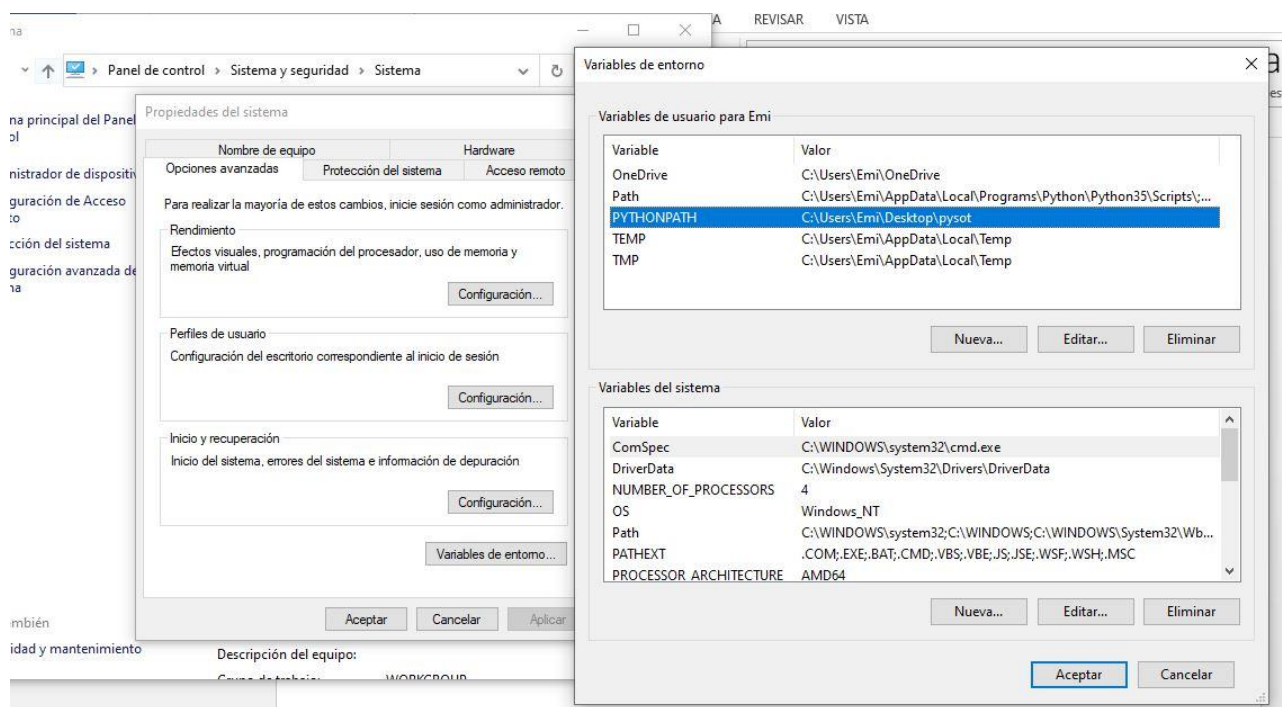 REVISAR VISTA
Panel de control > Sistema y seguridad > Sistema
na principal del Panel
ol
nistrador de dispositiv
guración de Acceso
to
cción del sistema
guración avanzada de
na
mbién
idad y mantenimiento
Propiedades del sistema
Nombre de equipo Hardware
Opciones avanzadas Protección del sistema Acceso remoto
Para realizar la mayoría de estos cambios, inicie sesión como administrador.
Rendimiento
Efectos visuales, programación del procesador, uso de memoria y
memoria virtual
Configuración...
Perfiles de usuario
Configuración del escritorio correspondiente al inicio de sesión
Configuración...
Inicio y recuperación
Inicio del sistema, errores del sistema e información de depuración
Configuración...
Variables de entorno...
Aceptar Cancelar Aplicar
Descripción del equipo:
Variables de entorno
Variables de usuario para Emi
Variable Valor
OneDrive C:\Users\Emi\OneDrive
Path C:\Users\Emi\AppData\Local\Programs\Python\Python35\Scripts\;...
PYTHONPATH C:\Users\Emi\Desktop\pysot
TEMP C:\Users\Emi\AppData\Local\Temp
TMP C:\Users\Emi\AppData\Local\Temp
Nueva... Editar... Eliminar
Variables del sistema
Variable Valor
ComSpec C:\WINDOWS\system32\cmd.exe
DriverData C:\Windows\System32\Drivers\DriverData
NUMBER_OF_PROCESSORS 4
OS Windows_NT
Path C:\WINDOWS\system32;C:\WINDOWS;C:\WINDOWS\System32\Wb...
PATHEXT .COM;.EXE;.BAT;.CMD;.VBS;.VBE;.JS;.JSE;.WSF;.WSH;.MSC
PROCESSOR_ARCHITECTURE AMD64
Nueva... Editar... Eliminar
Aceptar Cancelar